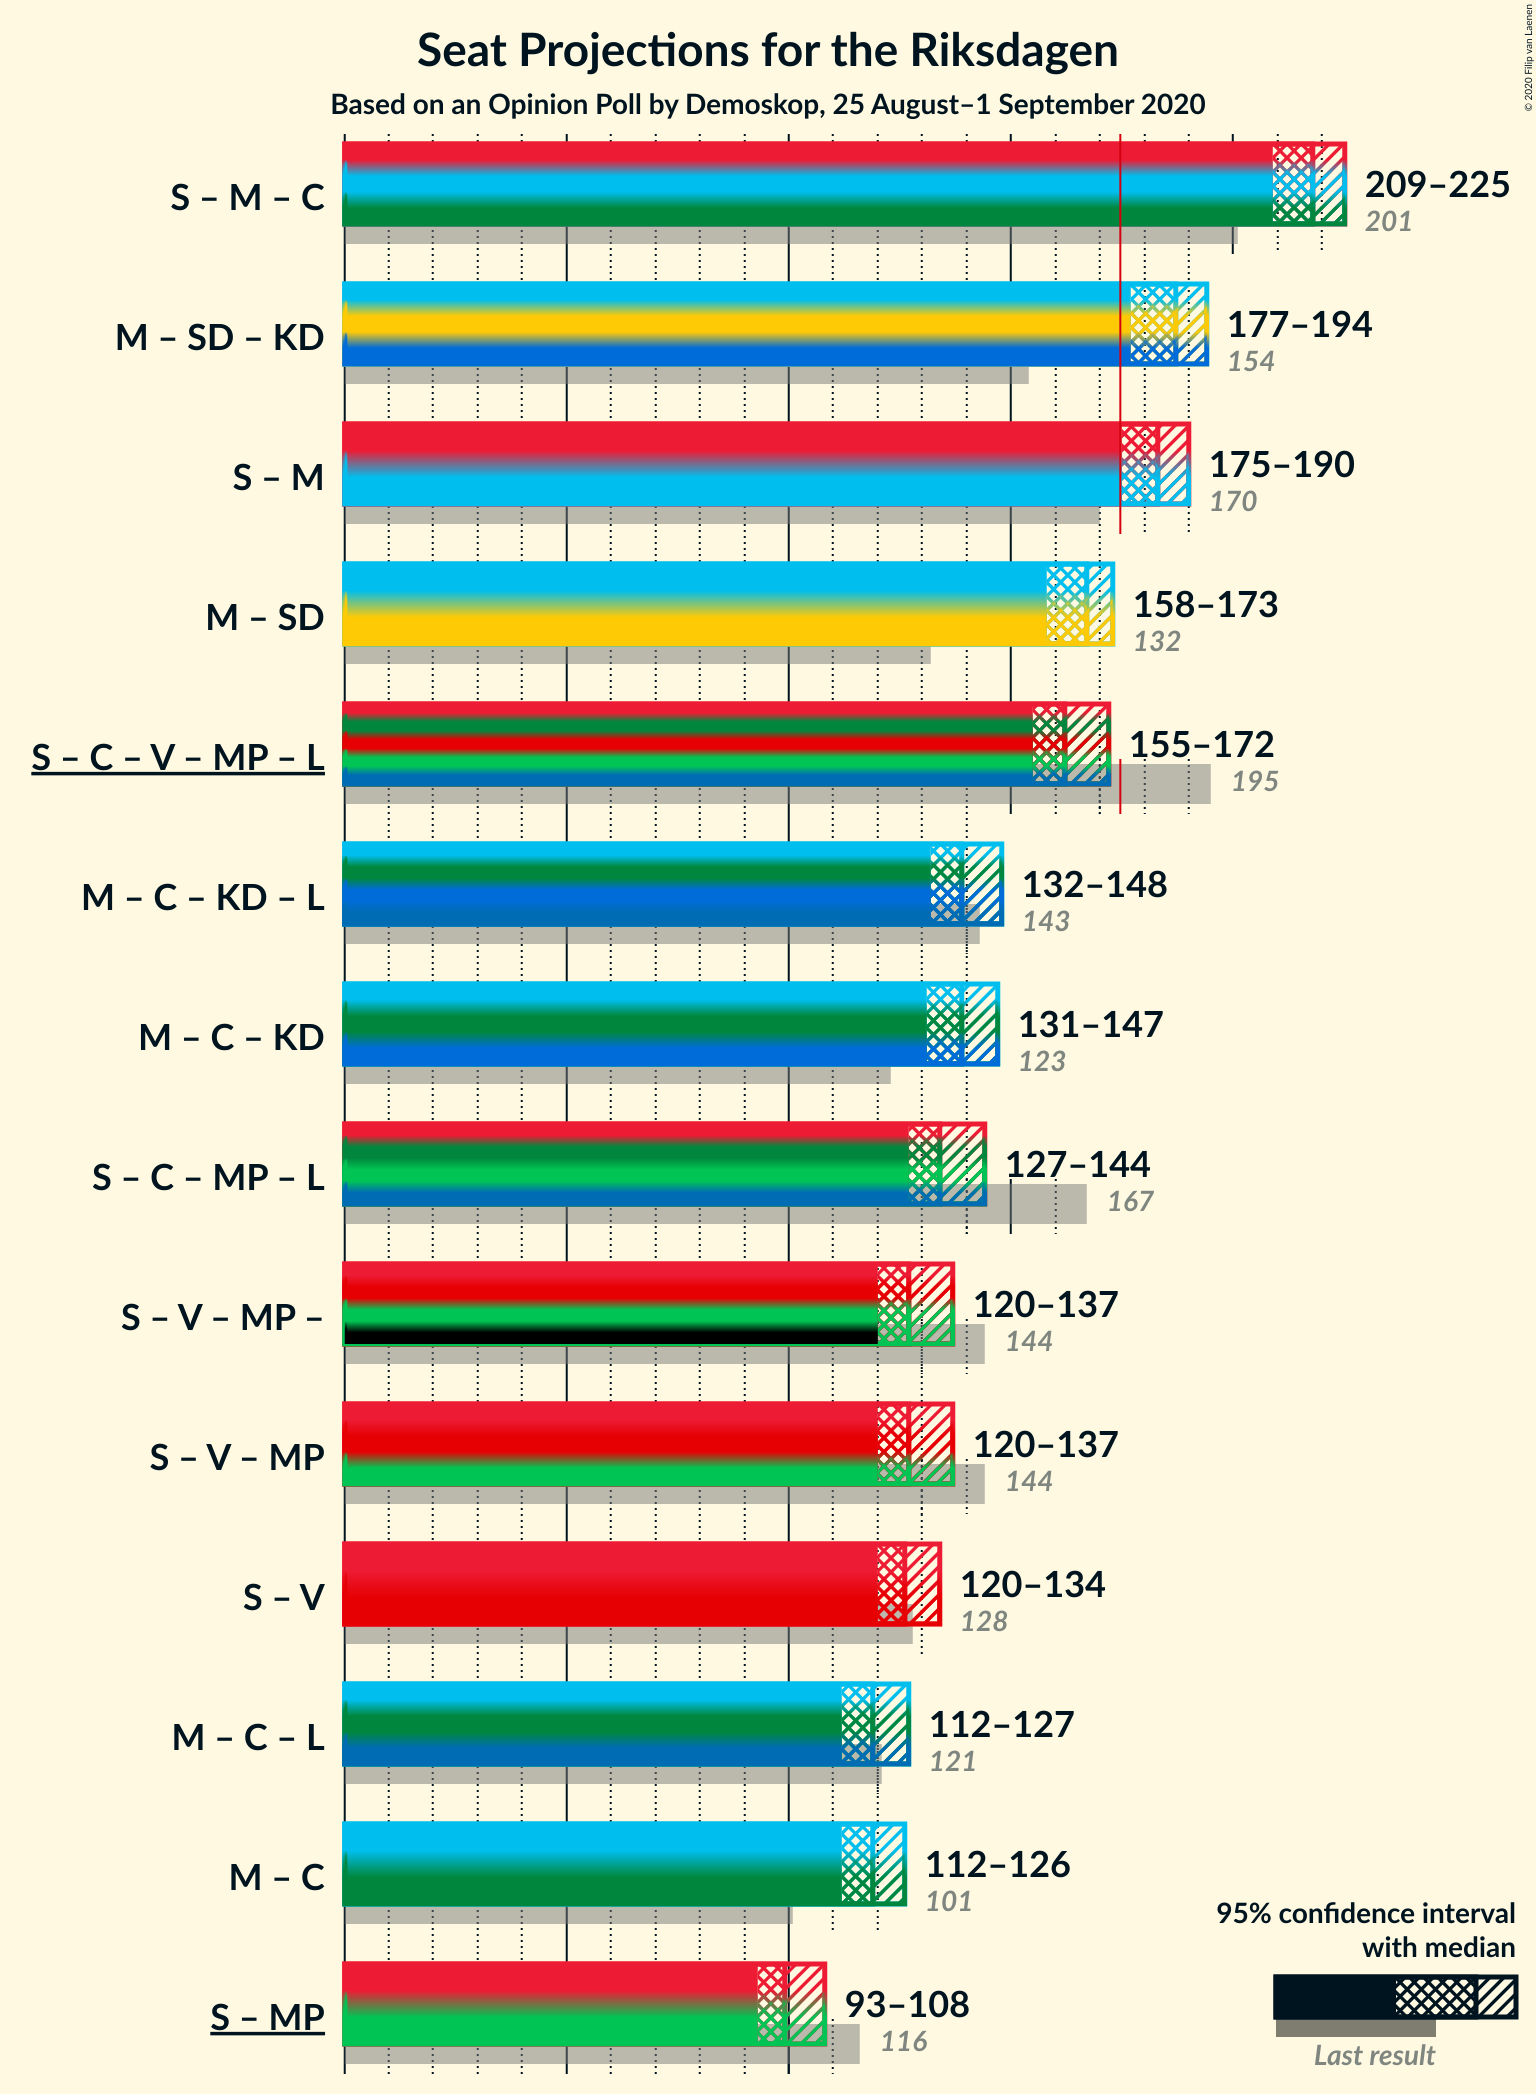 Seat Projections for the Riksdagen
Based on an Opinion Poll by Demoskop, 25 August–1 September 2020
© 2020 Filip van Laenen
S – M – C
209–225
201
M – SD – KD
177–194
154
S – M
175–190
170
M – SD
158–173
132
S – C – V – MP – L
155–172
195
M – C – KD – L
132–148
143
M – C – KD
131–147
123
S – C – MP – L
127–144
167
S – V – MP –
120–137
144
S – V – MP
120–137
144
S – V
120–134
128
M – C – L
112–127
121
M – C
112–126
101
S – MP
93–108
116
95% confidence interval
with median
Last result